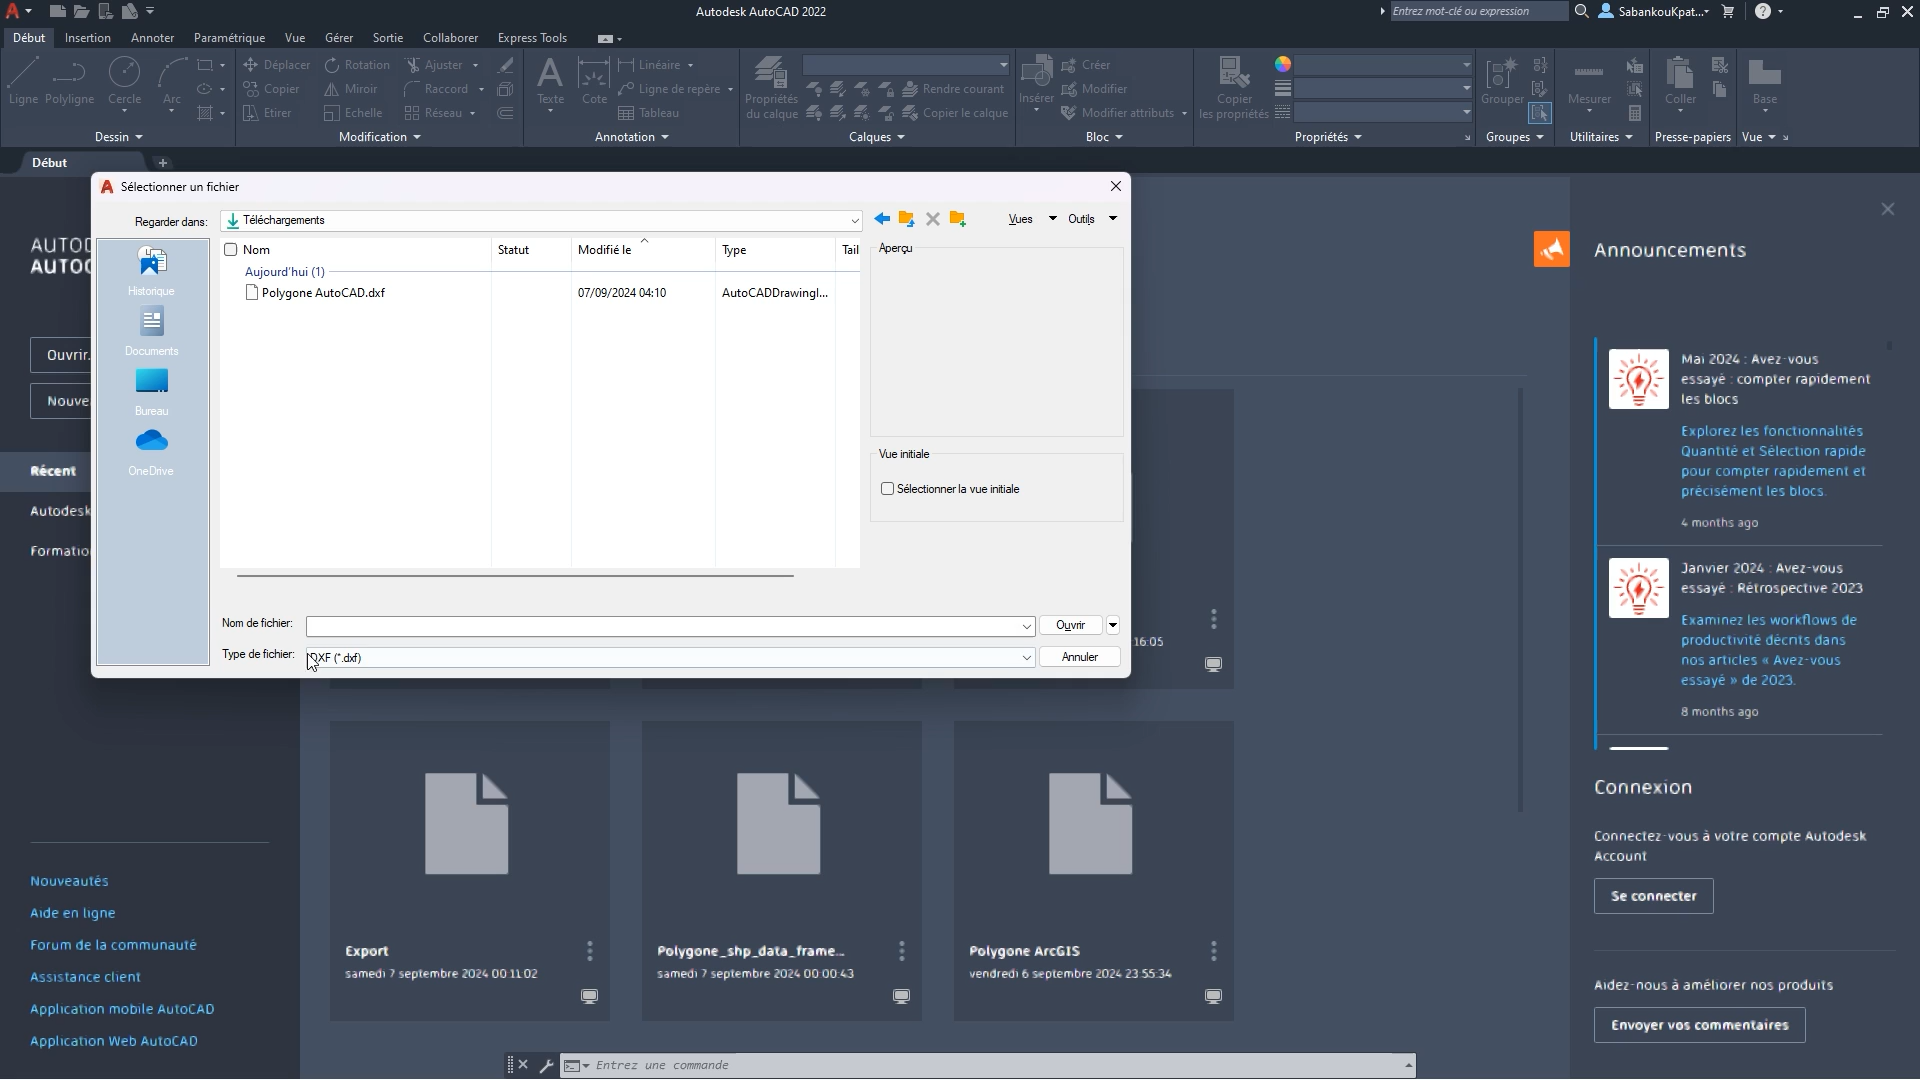 Autodesk AutoCAD 2022
Entrez mot-clé ou expression
SabankouKpat...
Début Insertion Annoter Paramétrique Vue Gérer Sortie Collaborer Express Tools
Ligne Polyligne Cercle Arc
Dessin
Déplacer Rotation Ajuster
Copier Miroir Raccord
Etirer Echelle Réseau
Modification
Texte Cote
Linéaire
Ligne de repère
Tableau
Annotation
Propriétés
du calque
Rendre courant
Copier le calque
Calques
Insérer
Créer
Modifier
Modifier attributs
Bloc
Copier
les propriétés
Propriétés
Grouper
Groupes
Mesurer
Utilitaires
Coller
Presse-papiers
Base
Vue
Début
Sélectionner un fichier
Regarder dans: Téléchargements
Vues Outils
Nom Statut Modifié le Type Tail
Aujourd'hui (1)
Polygone AutoCAD.dxf 07/09/2024 04:10 AutoCADDrawingI...
Historique
Documents
Bureau
OneDrive
Aperçu
Vue initiale
Sélectionner la vue initiale
Nom de fichier: Ouvrir
Type de fichier: DXF (*.dxf) Annuler
AUTOD
AUTOC
Ouvrir.
Nouve
Récent
Autodesk
Formatio
Nouveautés
Aide en ligne
Forum de la communauté
Assistance client
Application mobile AutoCAD
Application Web AutoCAD
16:05
Export
samedi 7 septembre 2024 00:11:02
Polygone_shp_data_frame...
samedi 7 septembre 2024 00:00:43
Polygone ArcGIS
vendredi 6 septembre 2024 23:55:34
Entrez une commande
Announcements
Mai 2024 : Avez-vous
essayé : compter rapidement
les blocs
Explorez les fonctionnalités
Quantité et Sélection rapide
pour compter rapidement et
précisément les blocs.
4 months ago
Janvier 2024 : Avez-vous
essayé : Rétrospective 2023
Examinez les workflows de
productivité décrits dans
nos articles « Avez-vous
essayé » de 2023.
8 months ago
Connexion
Connectez-vous à votre compte Autodesk
Account
Se connecter
Aidez-nous à améliorer nos produits
Envoyer vos commentaires